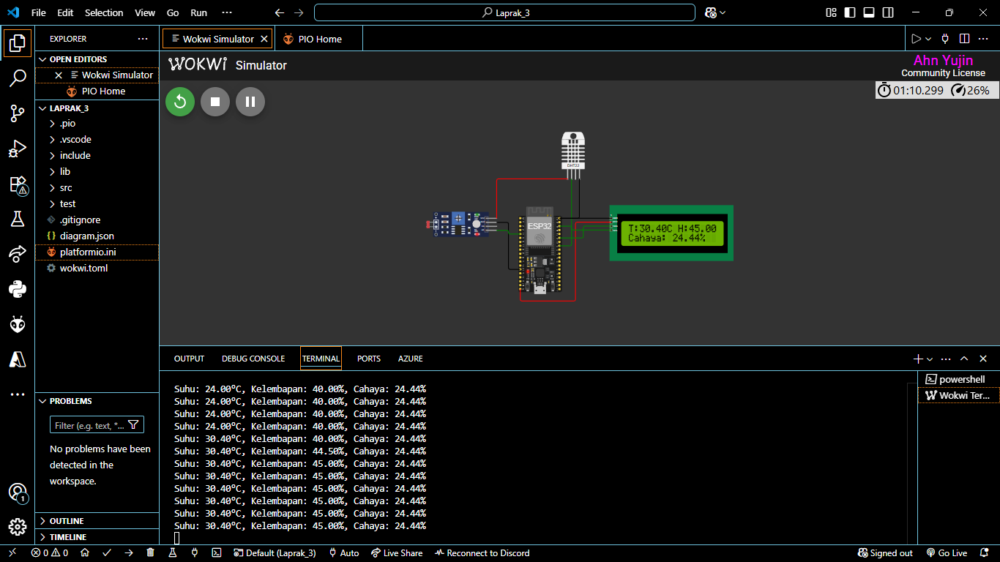 File Edit Selection View Go Run ··· Laprak_3
EXPLORER ···
OPEN EDITORS
Wokwi Simulator
PIO Home
LAPRAK_3
.pio
.vscode
include
lib
src
test
.gitignore
{} diagram.json
platformio.ini
wokwi.toml
PROBLEMS
Filter (e.g. text, *...
No problems have been
detected in the
workspace.
OUTLINE
TIMELINE
Wokwi Simulator PIO Home
WOKWi Simulator
Ahn Yujin
Community License
01:10.299 26%
DHT22
ESP32
T:30.40C H:45.00
Cahaya: 24.44%
OUTPUT DEBUG CONSOLE TERMINAL PORTS AZURE
Suhu: 24.00°C, Kelembapan: 40.00%, Cahaya: 24.44%
Suhu: 24.00°C, Kelembapan: 40.00%, Cahaya: 24.44%
Suhu: 24.00°C, Kelembapan: 40.00%, Cahaya: 24.44%
Suhu: 24.00°C, Kelembapan: 40.00%, Cahaya: 24.44%
Suhu: 30.40°C, Kelembapan: 40.00%, Cahaya: 24.44%
Suhu: 30.40°C, Kelembapan: 44.50%, Cahaya: 24.44%
Suhu: 30.40°C, Kelembapan: 45.00%, Cahaya: 24.44%
Suhu: 30.40°C, Kelembapan: 45.00%, Cahaya: 24.44%
Suhu: 30.40°C, Kelembapan: 45.00%, Cahaya: 24.44%
Suhu: 30.40°C, Kelembapan: 45.00%, Cahaya: 24.44%
Suhu: 30.40°C, Kelembapan: 45.00%, Cahaya: 24.44%
Suhu: 30.40°C, Kelembapan: 45.00%, Cahaya: 24.44%
powershell
Wokwi Ter...
1
0 0 Default (Laprak_3) Auto Live Share Reconnect to Discord Signed out Go Live